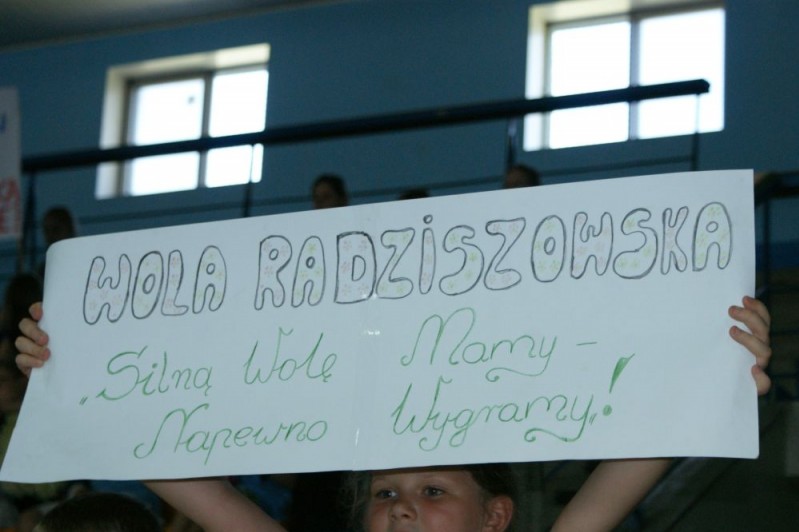 WOLA RADZISZOWSKA
„Silną Wolę Mamy –
Napewno Wygramy"!